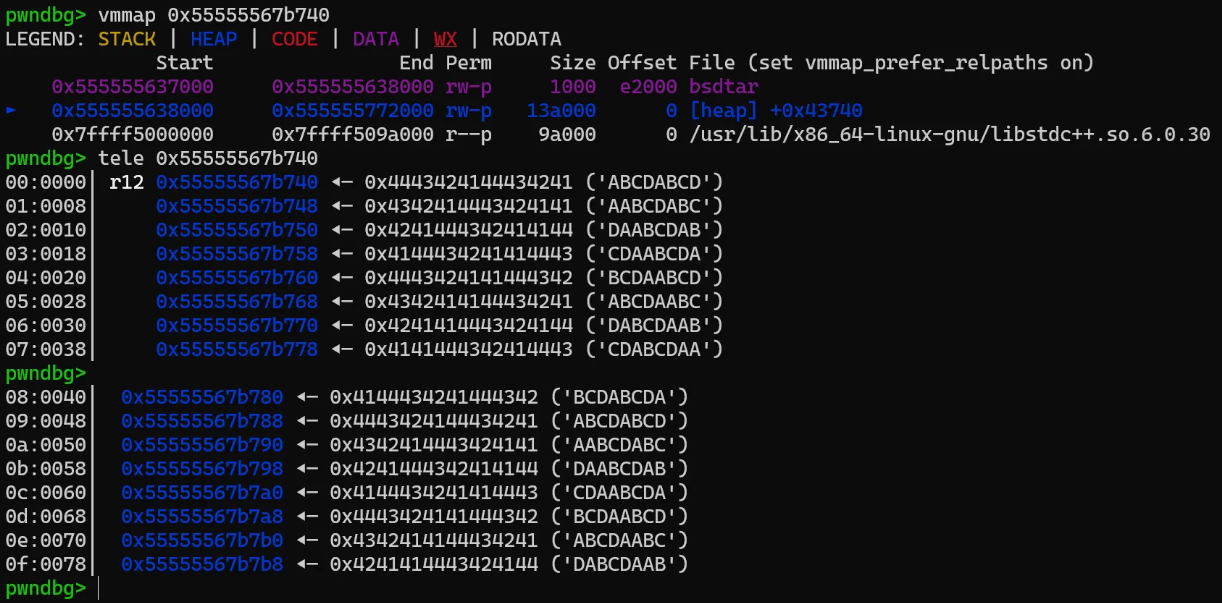 pwndbg> vmmap 0x55555567b740
LEGEND: STACK | HEAP | CODE | DATA | WX | RODATA
Start End Perm Size Offset File (set vmmap_prefer_relpaths on)
0x555555637000 0x555555638000 rw-p 1000 e2000 bsdtar
► 0x555555638000 0x555555772000 rw-p 13a000 0 [heap] +0x43740
0x7ffff5000000 0x7ffff509a000 r--p 9a000 0 /usr/lib/x86_64-linux-gnu/libstdc++.so.6.0.30
pwndbg> tele 0x55555567b740
00:0000│ r12 0x55555567b740 ◂— 0x4443424144434241 ('ABCDABCD')
01:0008│ 0x55555567b748 ◂— 0x4342414443424141 ('AABCDABC')
02:0010│ 0x55555567b750 ◂— 0x4241444342414144 ('DAABCDAB')
03:0018│ 0x55555567b758 ◂— 0x4144434241414443 ('CDAABCDA')
04:0020│ 0x55555567b760 ◂— 0x4443424141444342 ('BCDAABCD')
05:0028│ 0x55555567b768 ◂— 0x4342414144434241 ('ABCDAABC')
06:0030│ 0x55555567b770 ◂— 0x4241414443424144 ('DABCDAAB')
07:0038│ 0x55555567b778 ◂— 0x4141444342414443 ('CDABCDAA')
pwndbg>
08:0040│ 0x55555567b780 ◂— 0x4144434241444342 ('BCDABCDA')
09:0048│ 0x55555567b788 ◂— 0x4443424144434241 ('ABCDABCD')
0a:0050│ 0x55555567b790 ◂— 0x4342414443424141 ('AABCDABC')
0b:0058│ 0x55555567b798 ◂— 0x4241444342414144 ('DAABCDAB')
0c:0060│ 0x55555567b7a0 ◂— 0x4144434241414443 ('CDAABCDA')
0d:0068│ 0x55555567b7a8 ◂— 0x4443424141444342 ('BCDAABCD')
0e:0070│ 0x55555567b7b0 ◂— 0x4342414144434241 ('ABCDAABC')
0f:0078│ 0x55555567b7b8 ◂— 0x4241414443424144 ('DABCDAAB')
pwndbg>